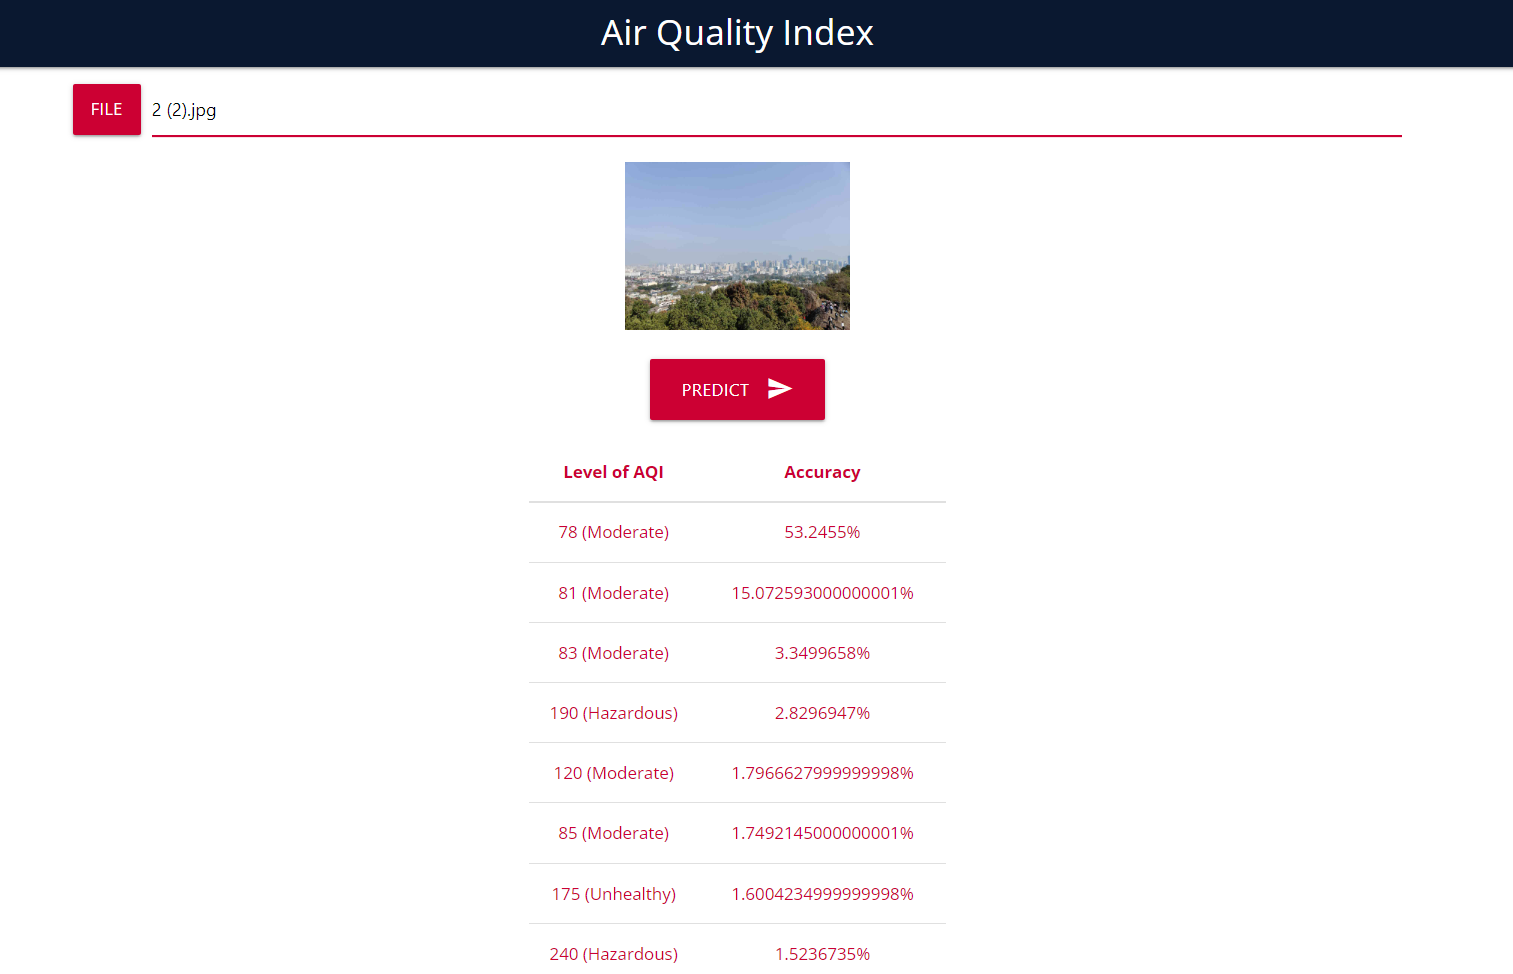 Air Quality Index
FILE 2 (2).jpg
PREDICT
Level of AQI Accuracy
78 (Moderate) 53.2455%
81 (Moderate) 15.072593000000001%
83 (Moderate) 3.3499658%
190 (Hazardous) 2.8296947%
120 (Moderate) 1.7966627999999998%
85 (Moderate) 1.7492145000000001%
175 (Unhealthy) 1.6004234999999998%
240 (Hazardous) 1.5236735%